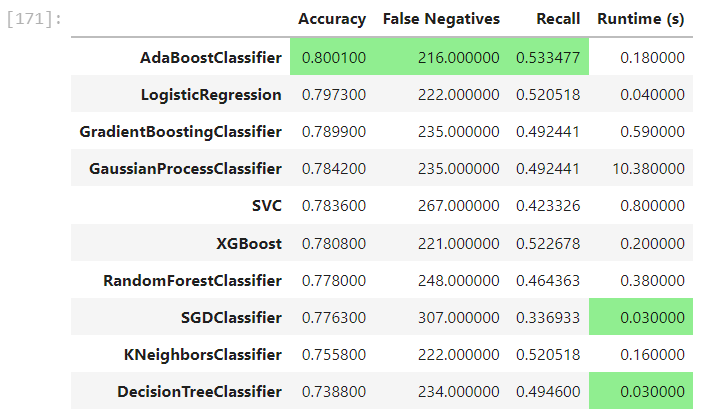 [171]: Accuracy False Negatives Recall Runtime (s)
AdaBoostClassifier 0.800100 216.000000 0.533477 0.180000
LogisticRegression 0.797300 222.000000 0.520518 0.040000
GradientBoostingClassifier 0.789900 235.000000 0.492441 0.590000
GaussianProcessClassifier 0.784200 235.000000 0.492441 10.380000
SVC 0.783600 267.000000 0.423326 0.800000
XGBoost 0.780800 221.000000 0.522678 0.200000
RandomForestClassifier 0.778000 248.000000 0.464363 0.380000
SGDClassifier 0.776300 307.000000 0.336933 0.030000
KNeighborsClassifier 0.755800 222.000000 0.520518 0.160000
DecisionTreeClassifier 0.738800 234.000000 0.494600 0.030000